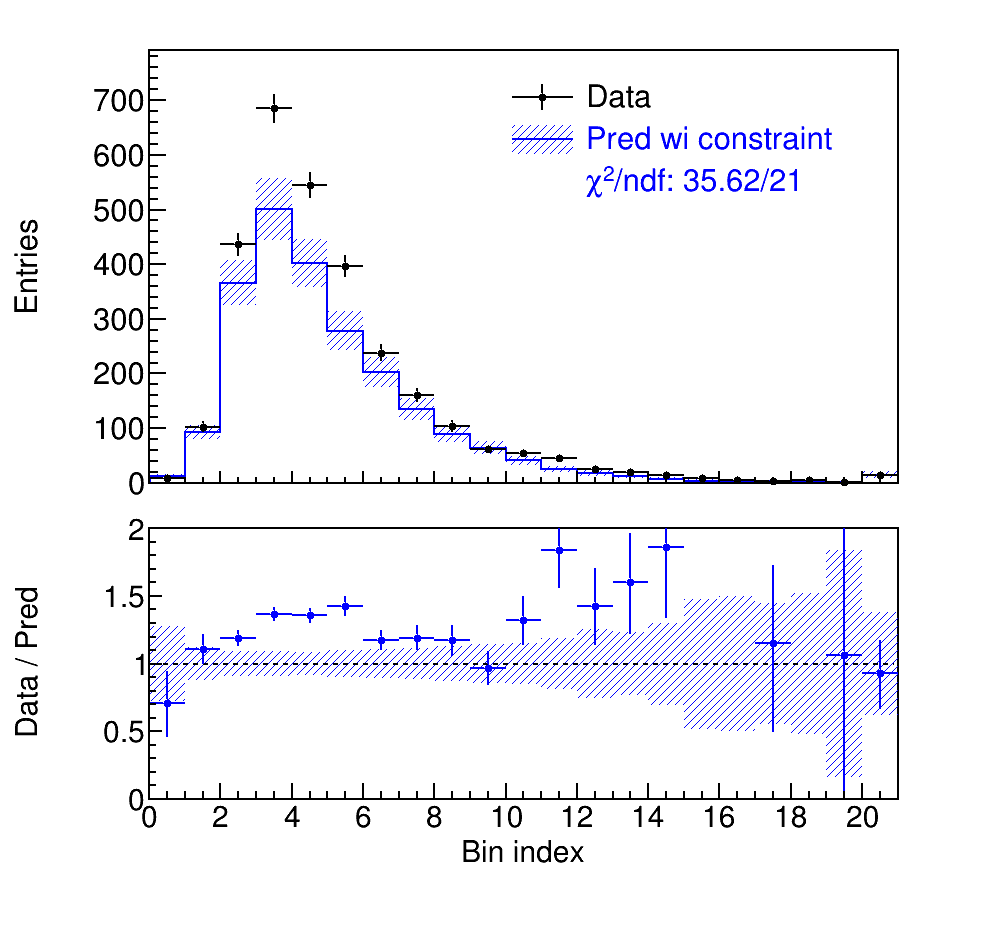 Entries
700
600
500
400
300
200
100
0
Data
Pred wi constraint
χ²/ndf: 35.62/21
Data / Pred
2
1.5
1
0.5
0
0 2 4 6 8 10 12 14 16 18 20
Bin index